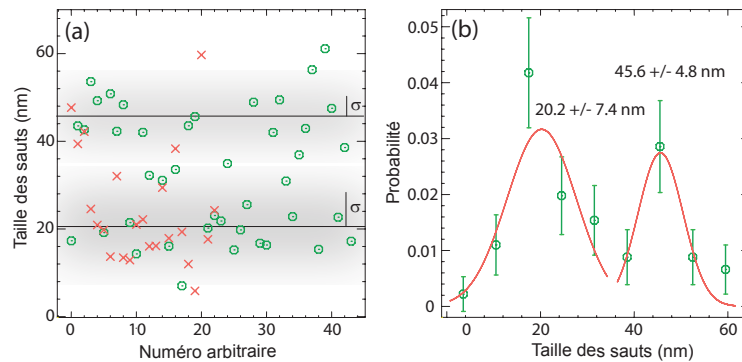 (a)
Taille des sauts (nm)
60
40
20
0
σ
σ
0
10
20
30
40
Numéro arbitraire
(b)
Probabilité
0.05
0.04
0.03
0.02
0.01
0
45.6 +/- 4.8 nm
20.2 +/- 7.4 nm
0
20
40
60
Taille des sauts (nm)